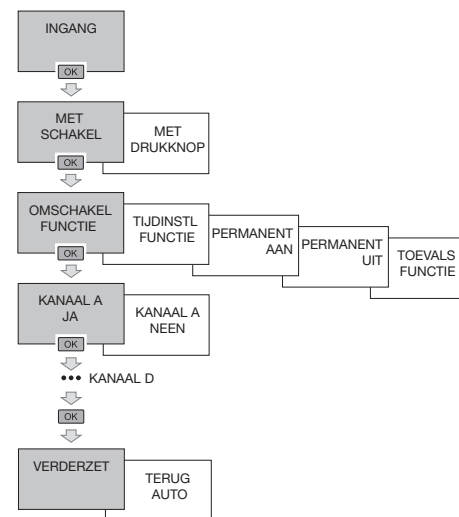 INGANG
OK
MET
SCHAKEL
MET
DRUKKNOP
OK
OMSCHAKEL
FUNCTIE
TIJDINSTL
FUNCTIE
PERMANENT
AAN
PERMANENT
UIT
TOEVALS
FUNCTIE
OK
KANAAL A
JA
KANAAL A
NEEN
OK
••• KANAAL D
OK
VERDERZET
TERUG
AUTO